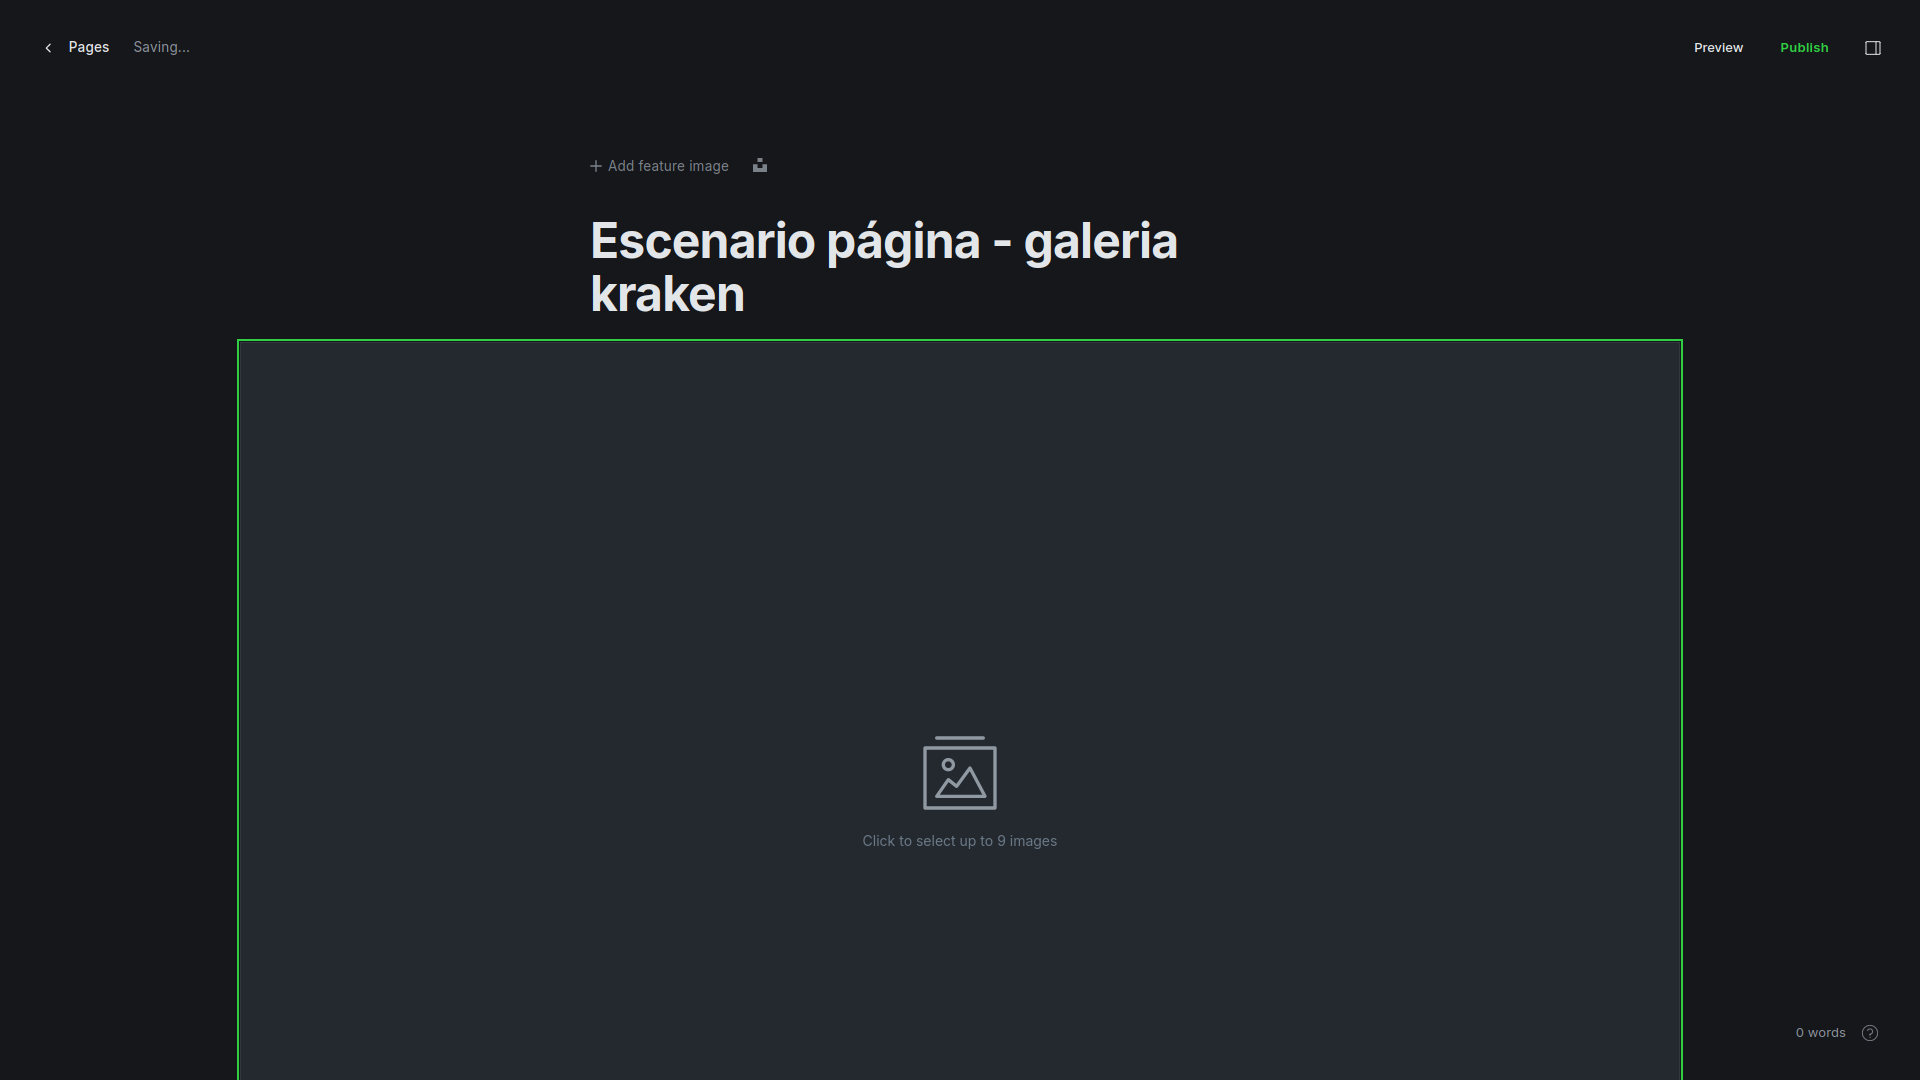 Pages
Saving...
Preview
Publish
Add feature image
Escenario página - galeria
kraken
Click to select up to 9 images
0 words